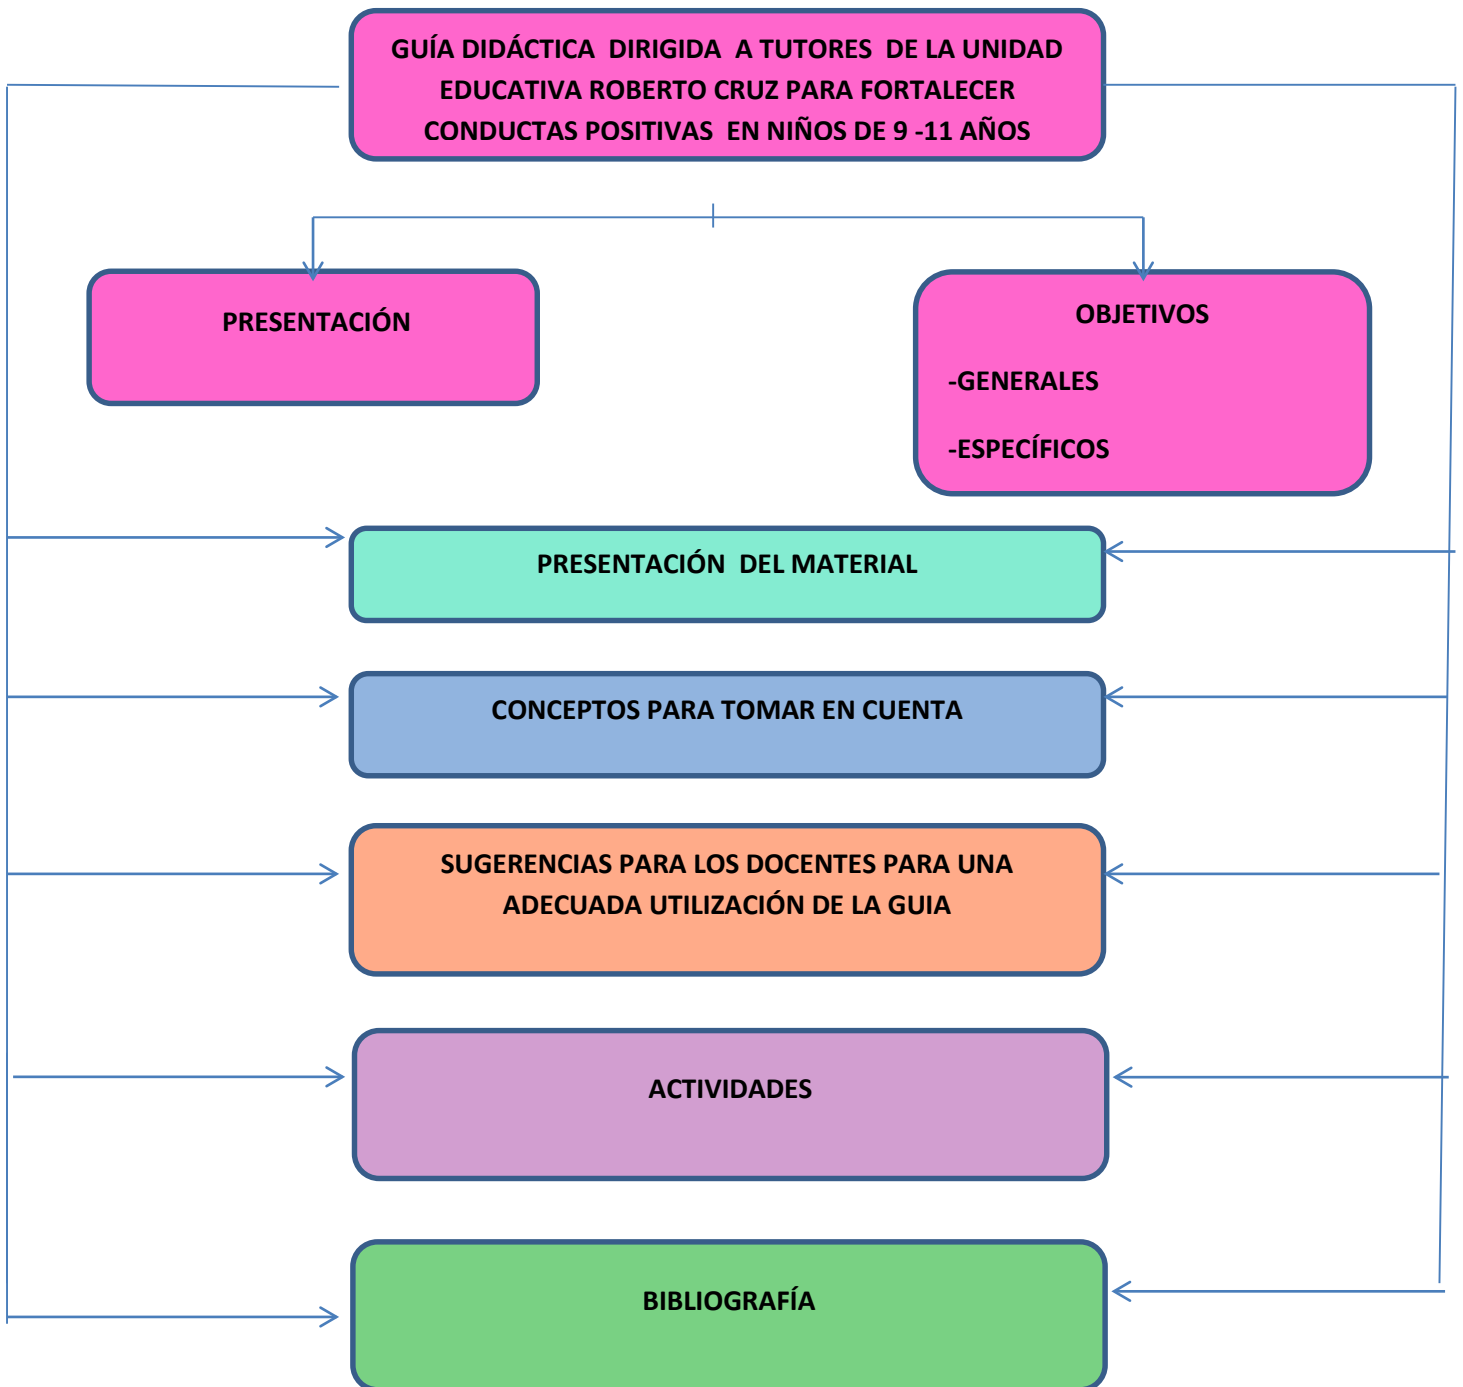 GUÍA DIDÁCTICA DIRIGIDA A TUTORES DE LA UNIDAD
EDUCATIVA ROBERTO CRUZ PARA FORTALECER
CONDUCTAS POSITIVAS EN NIÑOS DE 9 -11 AÑOS
PRESENTACIÓN
OBJETIVOS
-GENERALES
-ESPECÍFICOS
PRESENTACIÓN DEL MATERIAL
CONCEPTOS PARA TOMAR EN CUENTA
SUGERENCIAS PARA LOS DOCENTES PARA UNA
ADECUADA UTILIZACIÓN DE LA GUIA
ACTIVIDADES
BIBLIOGRAFÍA